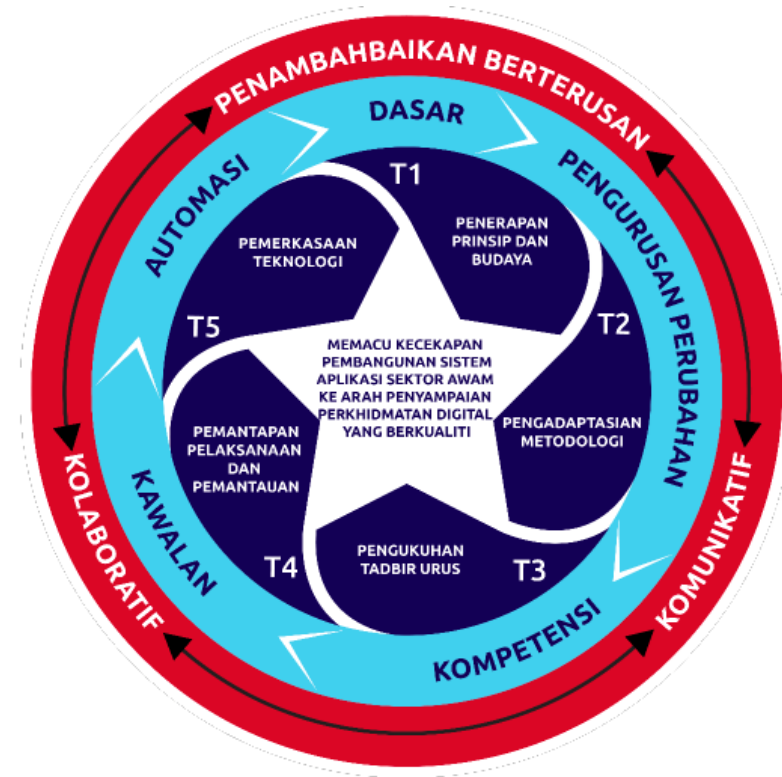 PENAMBAHBAIKAN BERTERUSAN
DASAR
PENGURUSAN PERUBAHAN
AUTOMASI
T1
PENERAPAN
PRINSIP DAN
BUDAYA
PEMERKASAAN
TEKNOLOGI
T5
T2
MEMACU KECEKAPAN
PEMBANGUNAN SISTEM
APLIKASI SEKTOR AWAM
KE ARAH PENYAMPAIAN
PERKHIDMATAN DIGITAL
YANG BERKUALITI
PENGADAPTASIAN
METODOLOGI
PEMANTAPAN
PELAKSANAAN
DAN
PEMANTAUAN
PENGUKUHAN
TADBIR URUS
T4
T3
KAWALAN
KOMPETENSI
KOLABORATIF
KOMUNIKATIF